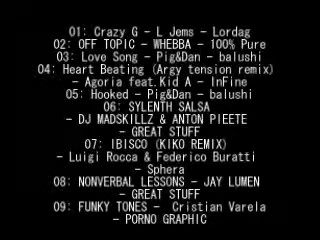 01: Crazy G - L Jems - Lordag
02: OFF TOPIC - WHEBBA - 100% Pure
03: Love Song - Pig&Dan - balushi
04: Heart Beating (Argy tension remix)
- Agoria feat.Kid A - InFine
05: Hooked - Pig&Dan - balushi
06: SYLENTH SALSA
- DJ MADSKILLZ & ANTON PIEETE
- GREAT STUFF
07: IBISCO (KIKO REMIX)
- Luigi Rocca & Federico Buratti
- Sphera
08: NONVERBAL LESSONS - JAY LUMEN
- GREAT STUFF
09: FUNKY TONES - Cristian Varela
- PORNO GRAPHIC